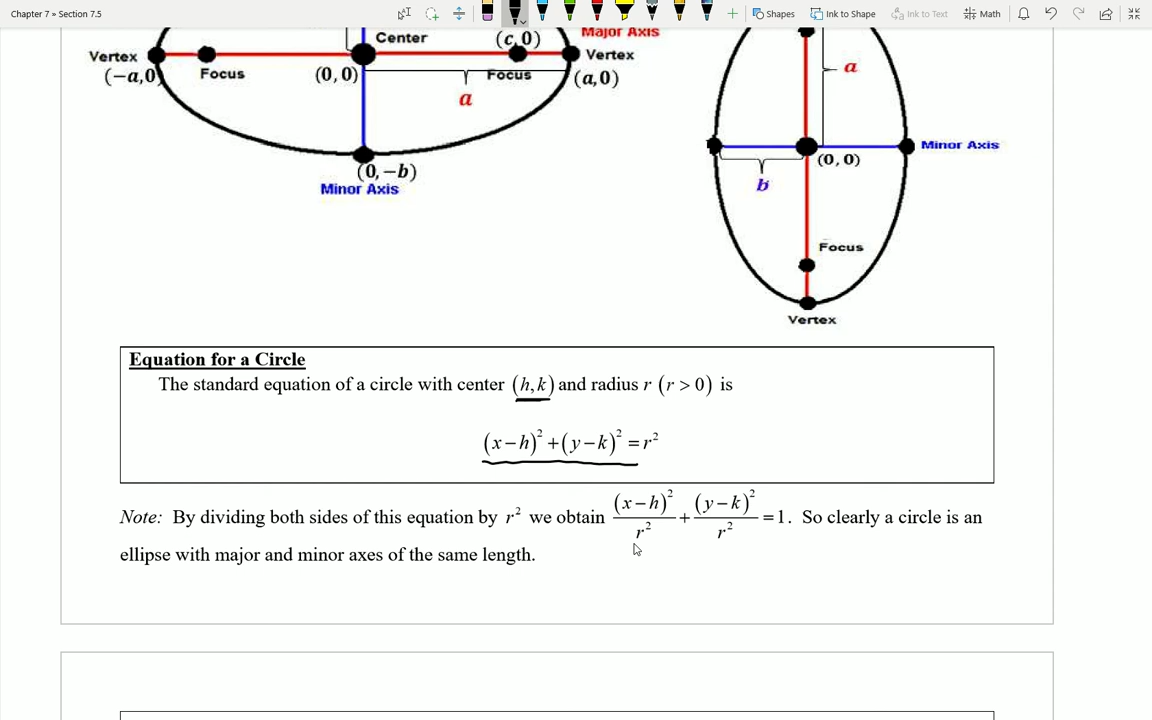 Chapter 7 » Section 7.5
Shapes
Ink to Shape
Ink to Text
Math
Center
(c,0)
Major Axis
Vertex
(−a,0)
Focus
(0,0)
Focus
Vertex
(a,0)
a
(0,−b)
Minor Axis
a
(0,0)
Minor Axis
b
Focus
Vertex
Equation for a Circle
The standard equation of a circle with center (h,k) and radius r (r > 0) is
(x−h)² + (y−k)² = r²
Note: By dividing both sides of this equation by r² we obtain (x−h)²/r² + (y−k)²/r² = 1. So clearly a circle is an
ellipse with major and minor axes of the same length.